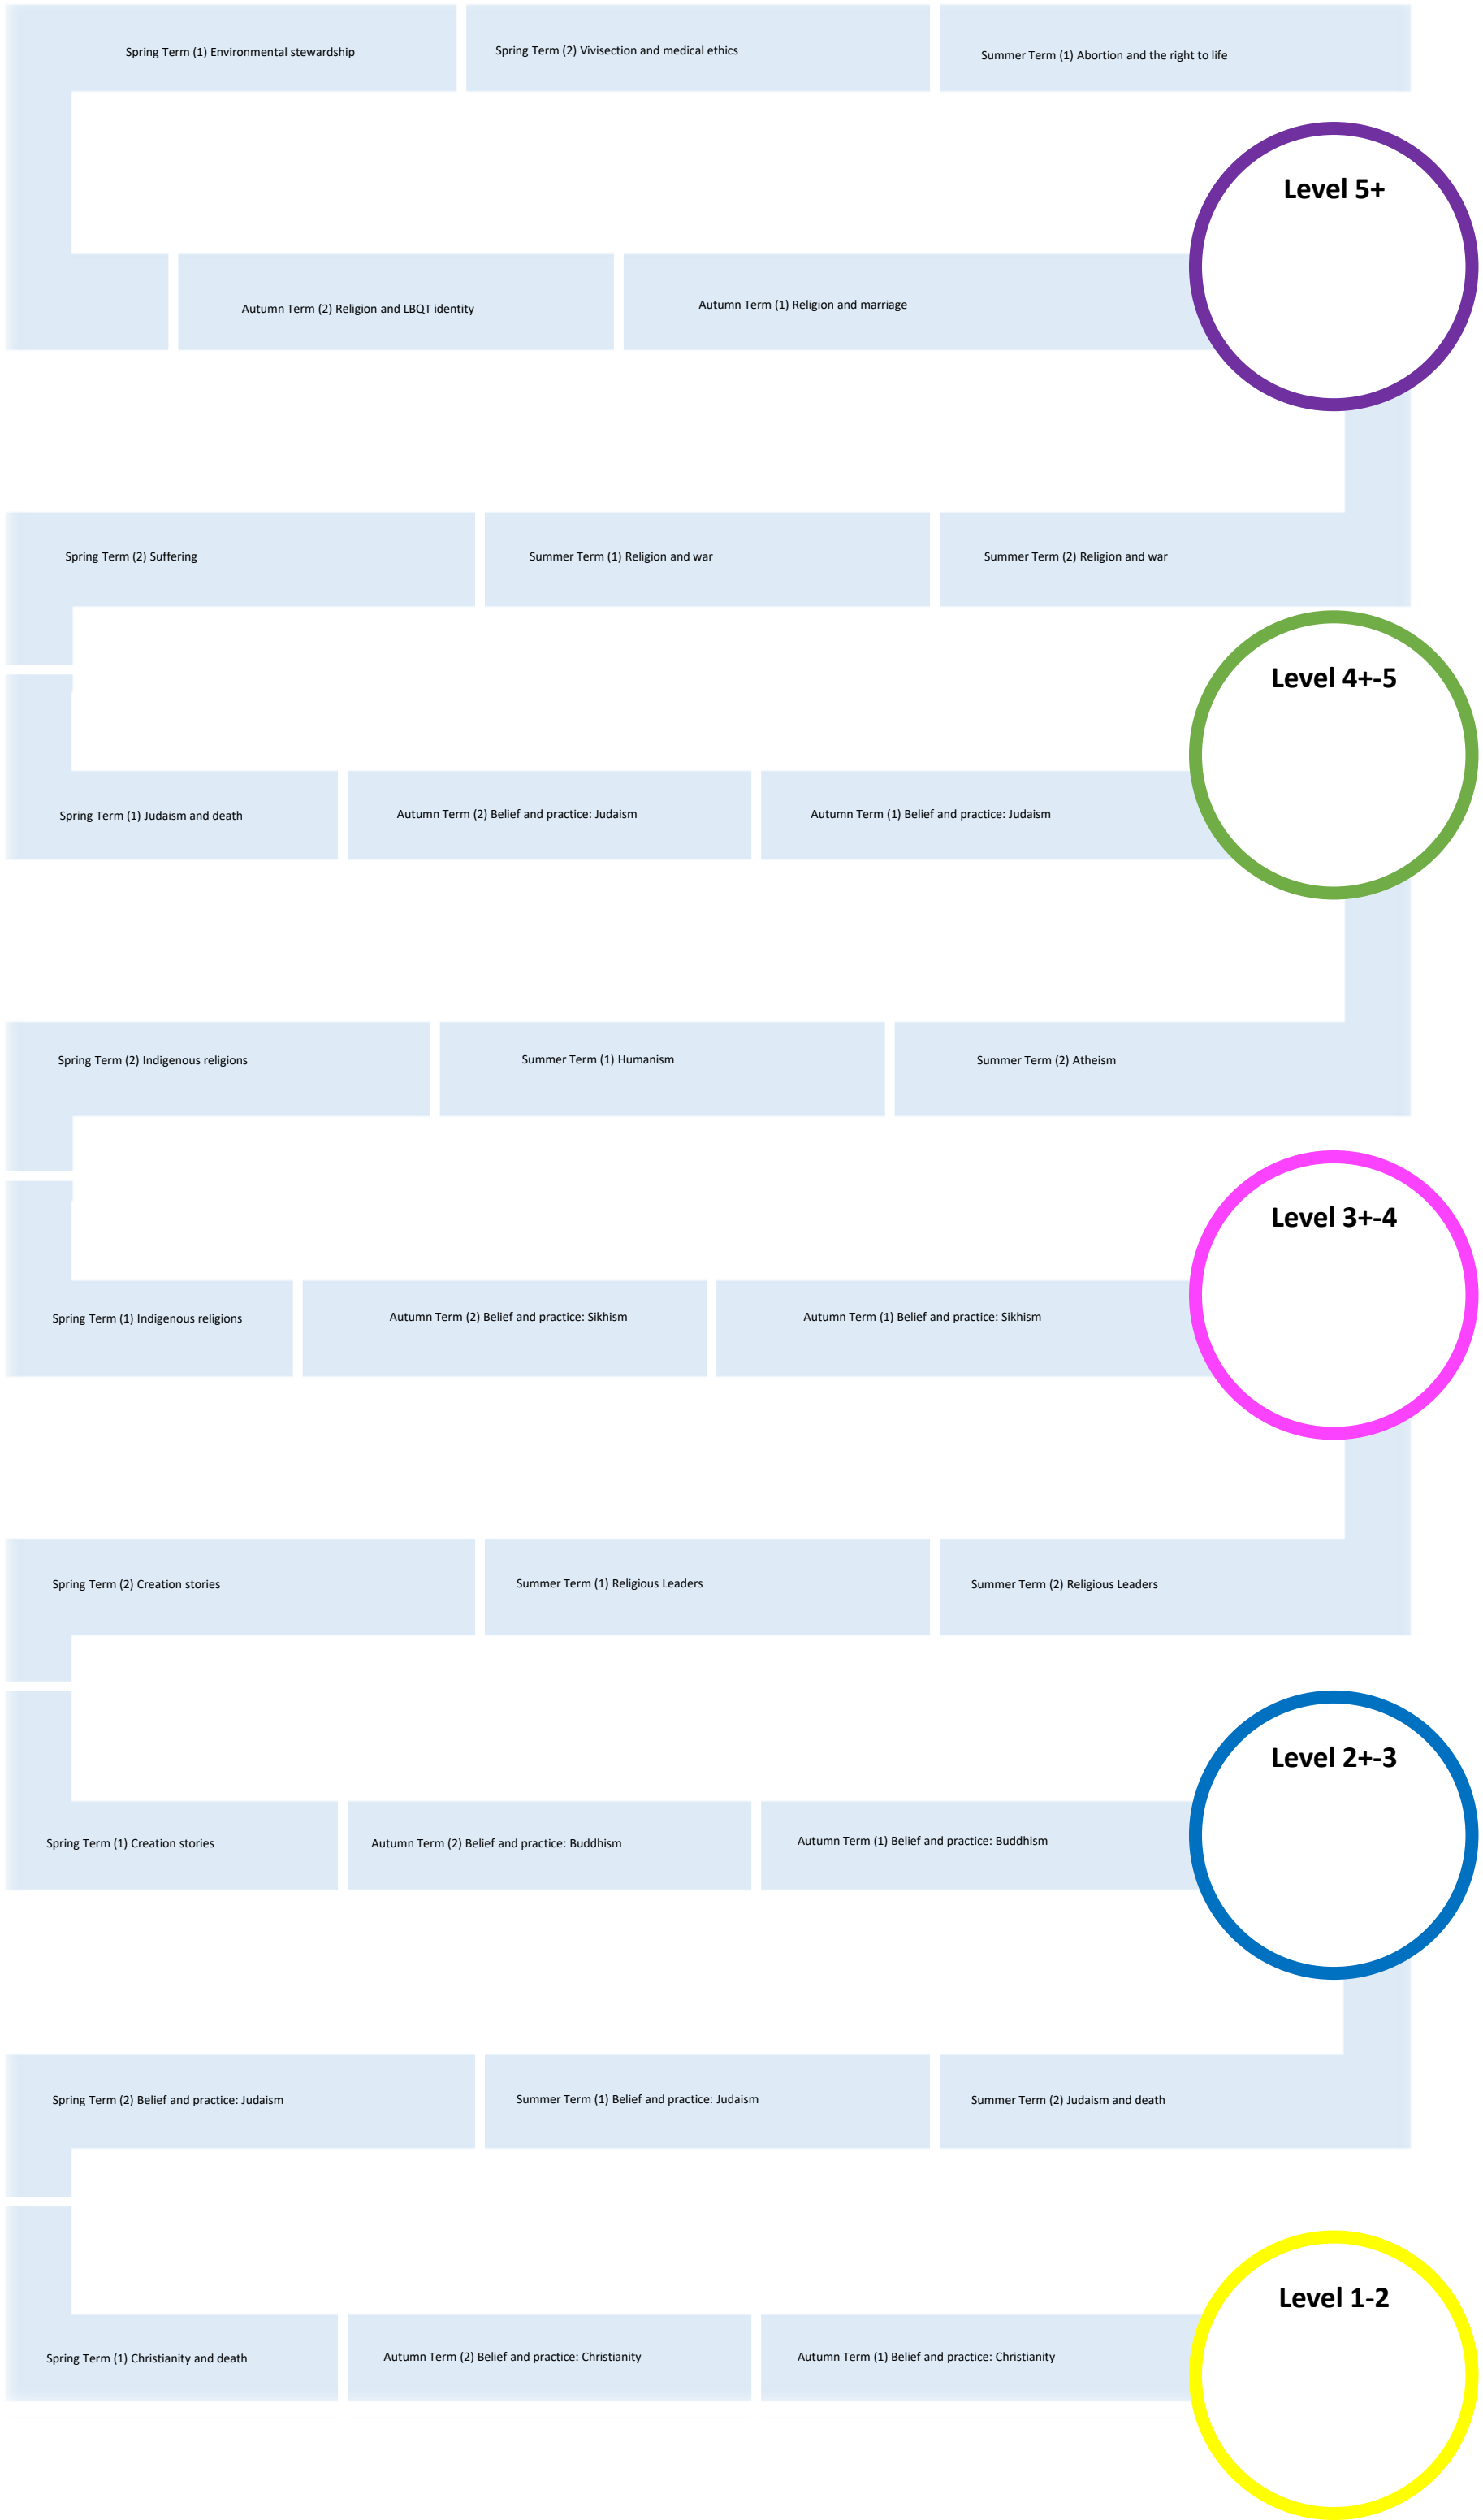 Spring Term (1) Environmental stewardship
Spring Term (2) Vivisection and medical ethics
Summer Term (1) Abortion and the right to life
Level 5+
Autumn Term (2) Religion and LBQT identity
Autumn Term (1) Religion and marriage
Spring Term (2) Suffering
Summer Term (1) Religion and war
Summer Term (2) Religion and war
Level 4+-5
Spring Term (1) Judaism and death
Autumn Term (2) Belief and practice: Judaism
Autumn Term (1) Belief and practice: Judaism
Spring Term (2) Indigenous religions
Summer Term (1) Humanism
Summer Term (2) Atheism
Level 3+-4
Spring Term (1) Indigenous religions
Autumn Term (2) Belief and practice: Sikhism
Autumn Term (1) Belief and practice: Sikhism
Spring Term (2) Creation stories
Summer Term (1) Religious Leaders
Summer Term (2) Religious Leaders
Level 2+-3
Spring Term (1) Creation stories
Autumn Term (2) Belief and practice: Buddhism
Autumn Term (1) Belief and practice: Buddhism
Spring Term (2) Belief and practice: Judaism
Summer Term (1) Belief and practice: Judaism
Summer Term (2) Judaism and death
Level 1-2
Spring Term (1) Christianity and death
Autumn Term (2) Belief and practice: Christianity
Autumn Term (1) Belief and practice: Christianity